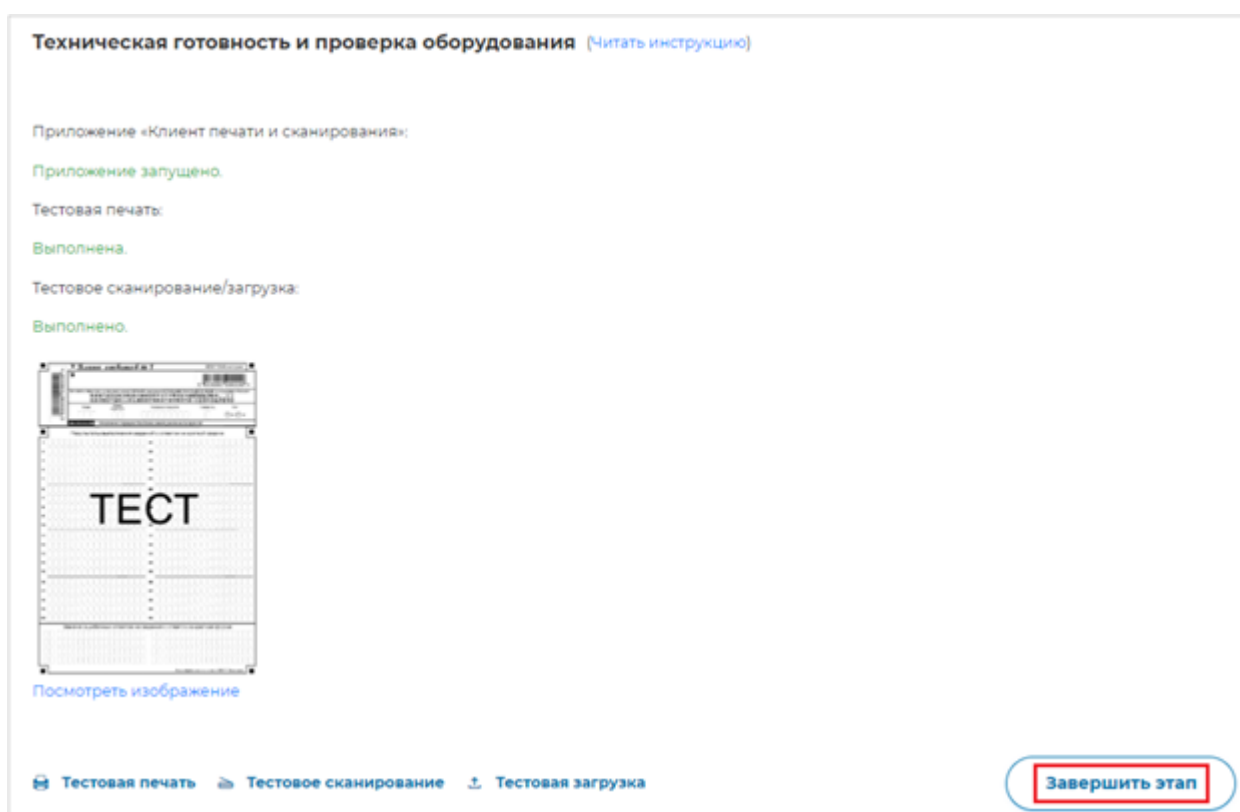 Техническая готовность и проверка оборудования (Читать инструкцию)
Приложение «Клиент печати и сканирования»:
Приложение запущено.
Тестовая печать:
Выполнена.
Тестовое сканирование/загрузка:
Выполнено.
ТЕСТ
Посмотреть изображение
Тестовая печать Тестовое сканирование Тестовая загрузка Завершить этап